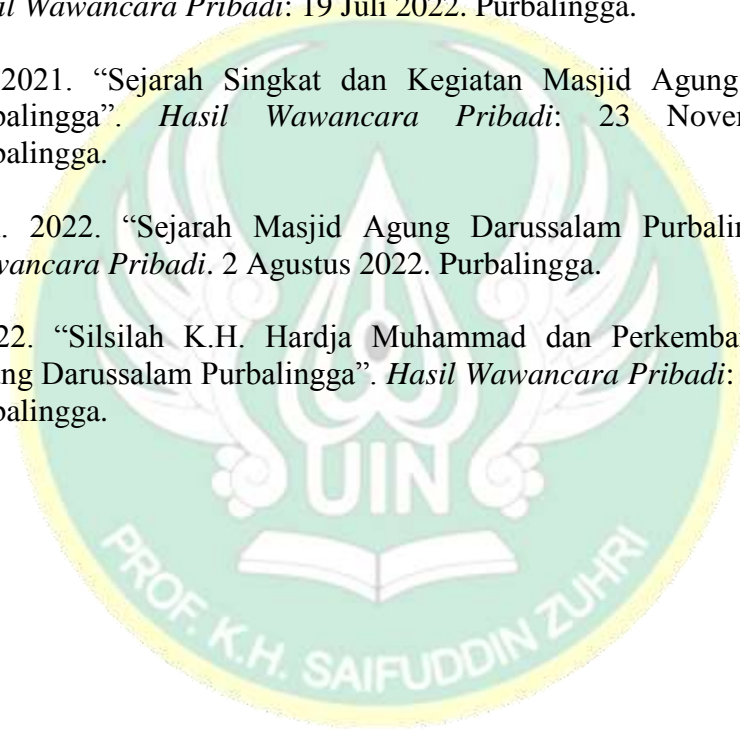 il Wawancara Pribadi: 19 Juli 2022. Purbalingga.
2021. “Sejarah Singkat dan Kegiatan Masjid Agung
balingga”. Hasil Wawancara Pribadi: 23 Nove
balingga.
. 2022. “Sejarah Masjid Agung Darussalam Purbalin
wancara Pribadi. 2 Agustus 2022. Purbalingga.
22. “Silsilah K.H. Hardja Muhammad dan Perkemba
ng Darussalam Purbalingga”. Hasil Wawancara Pribadi:
balingga.
UIN
PROF. K.H. SAIFUDDIN ZUHRI